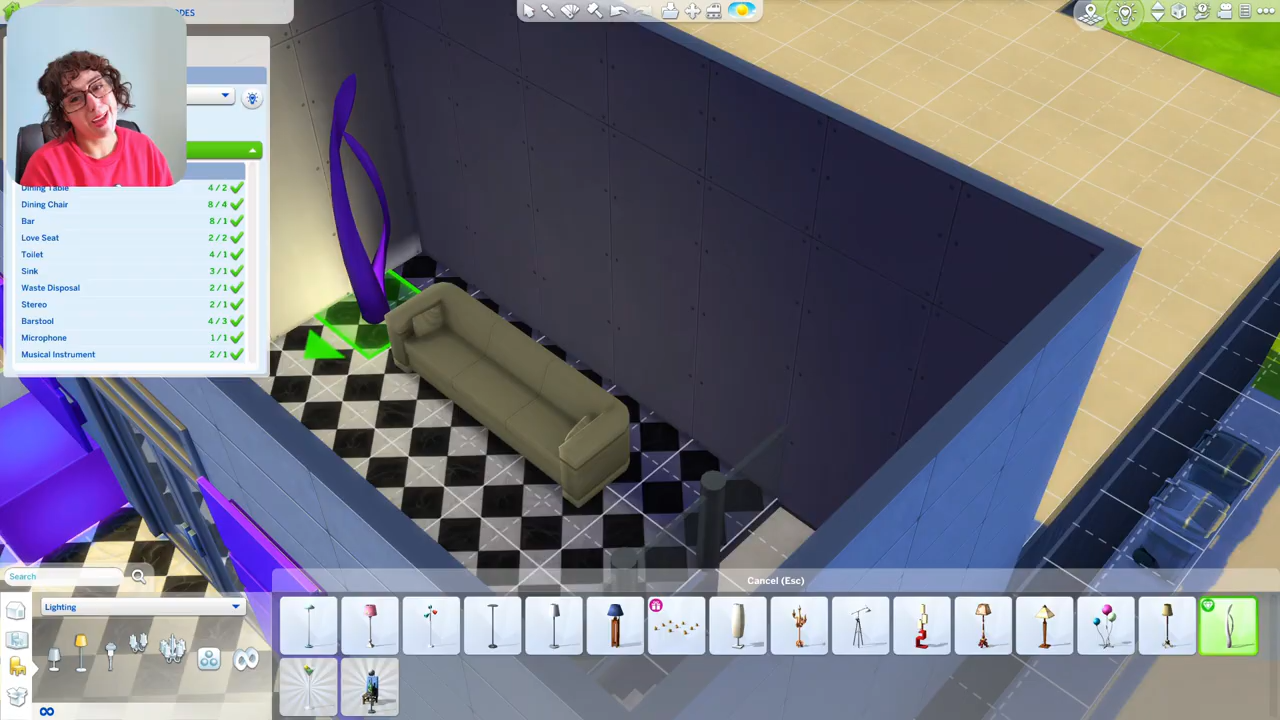 DES
Dining Table 4 / 2
Dining Chair 8 / 4
Bar 8 / 1
Love Seat 2 / 2
Toilet 4 / 1
Sink 3 / 1
Waste Disposal 2 / 1
Stereo 2 / 1
Barstool 4 / 3
Microphone 1 / 1
Musical Instrument 2 / 1
Search
Cancel (Esc)
Lighting